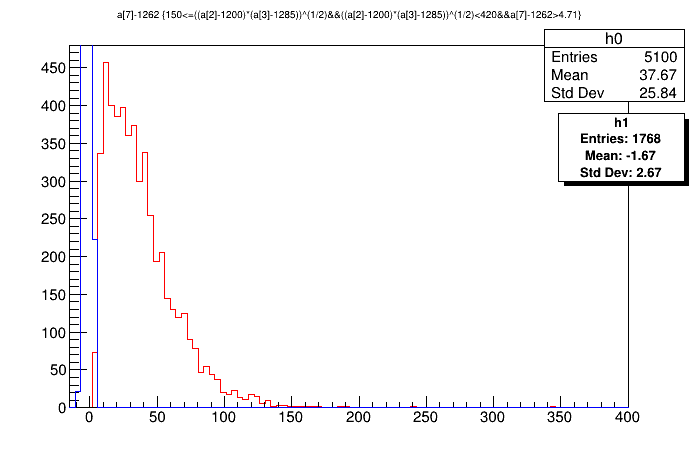 a[7]-1262 {150<=((a[2]-1200)*(a[3]-1285))^(1/2)&&((a[2]-1200)*(a[3]-1285))^(1/2)<420&&a[7]-1262>4.71}
h0
Entries 5100
Mean 37.67
Std Dev 25.84
h1
Entries: 1768
Mean: -1.67
Std Dev: 2.67
450
400
350
300
250
200
150
100
50
0
0 50 100 150 200 250 300 350 400